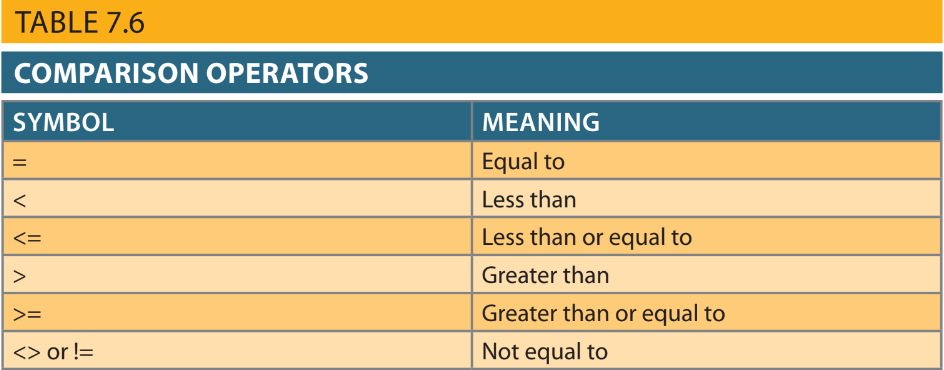 TABLE 7.6
COMPARISON OPERATORS
SYMBOL MEANING
= Equal to
< Less than
<= Less than or equal to
> Greater than
>= Greater than or equal to
<> or != Not equal to